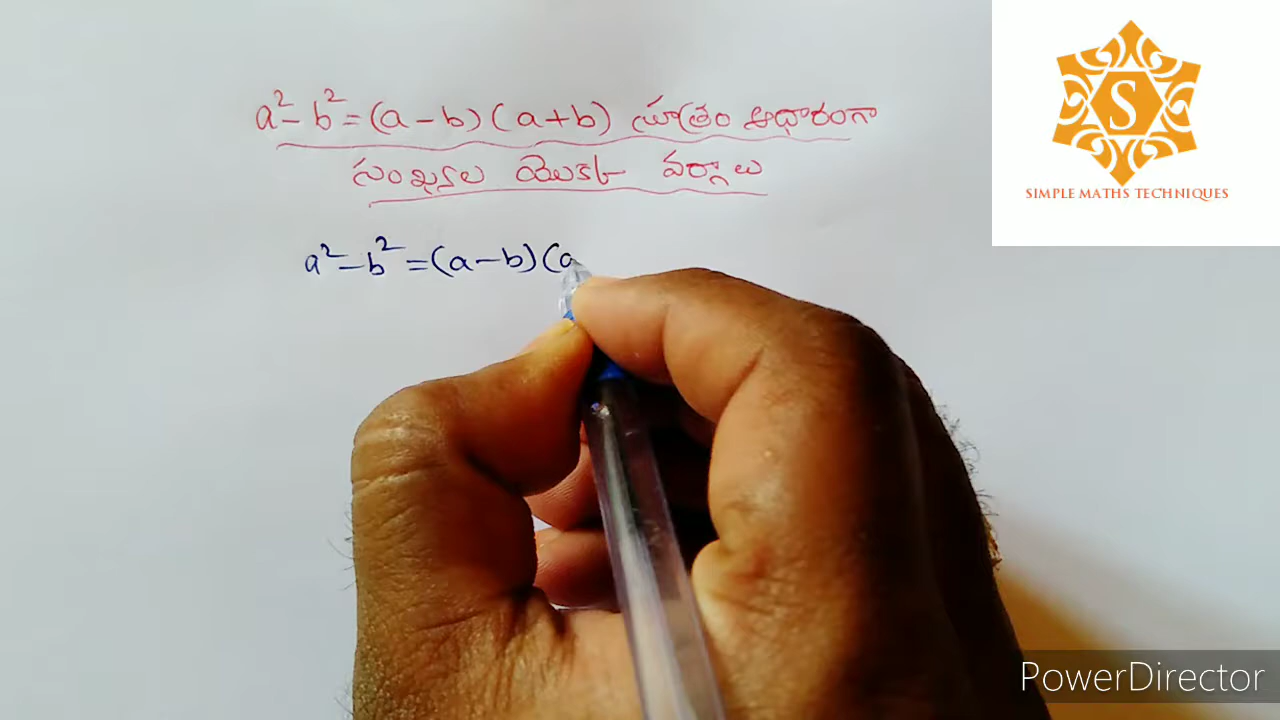 a²-b²=(a-b)(a+b) సూత్రం ఆధారంగా
సంఖ్యల యొక్క వర్గాలు
a²-b²=(a-b)(a
S
SIMPLE MATHS TECHNIQUES
PowerDirector